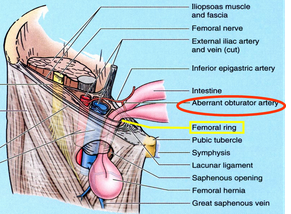 Iliopsoas muscle
and fascia
Femoral nerve
External iliac artery
and vein (cut)
Inferior epigastric artery
Intestine
Aberrant obturator artery
Femoral ring
Pubic tubercle
Symphysis
Lacunar ligament
Saphenous opening
Femoral hernia
Great saphenous vein